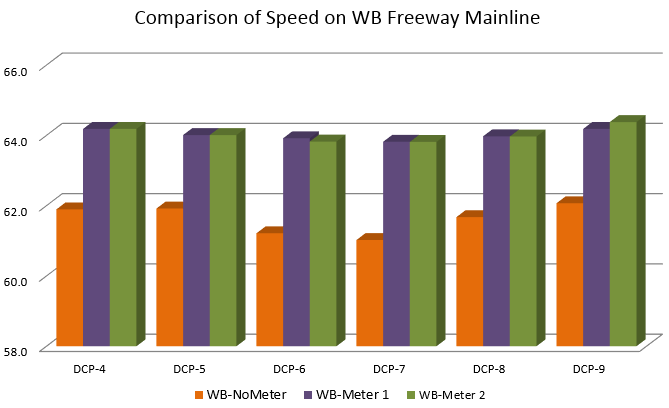 Comparison of Speed on WB Freeway Mainline
66.0
64.0
62.0
60.0
58.0
DCP-4 DCP-5 DCP-6 DCP-7 DCP-8 DCP-9
WB-NoMeter WB-Meter 1 WB-Meter 2